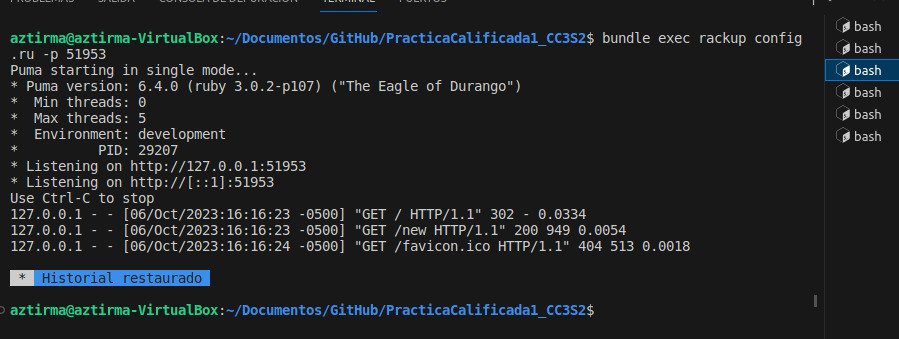 PROBLEMAS SALIDA CONSOLA DE DEPURACIÓN TERMINAL PUERTOS
aztirma@aztirma-VirtualBox:~/Documentos/GitHub/PracticaCalificada1_CC3S2$ bundle exec rackup config
.ru -p 51953
Puma starting in single mode...
* Puma version: 6.4.0 (ruby 3.0.2-p107) ("The Eagle of Durango")
*  Min threads: 0
*  Max threads: 5
*  Environment: development
*          PID: 29207
* Listening on http://127.0.0.1:51953
* Listening on http://[::1]:51953
Use Ctrl-C to stop
127.0.0.1 - - [06/Oct/2023:16:16:23 -0500] "GET / HTTP/1.1" 302 - 0.0334
127.0.0.1 - - [06/Oct/2023:16:16:23 -0500] "GET /new HTTP/1.1" 200 949 0.0054
127.0.0.1 - - [06/Oct/2023:16:16:24 -0500] "GET /favicon.ico HTTP/1.1" 404 513 0.0018
* Historial restaurado
aztirma@aztirma-VirtualBox:~/Documentos/GitHub/PracticaCalificada1_CC3S2$
bash
bash
bash
bash
bash
bash